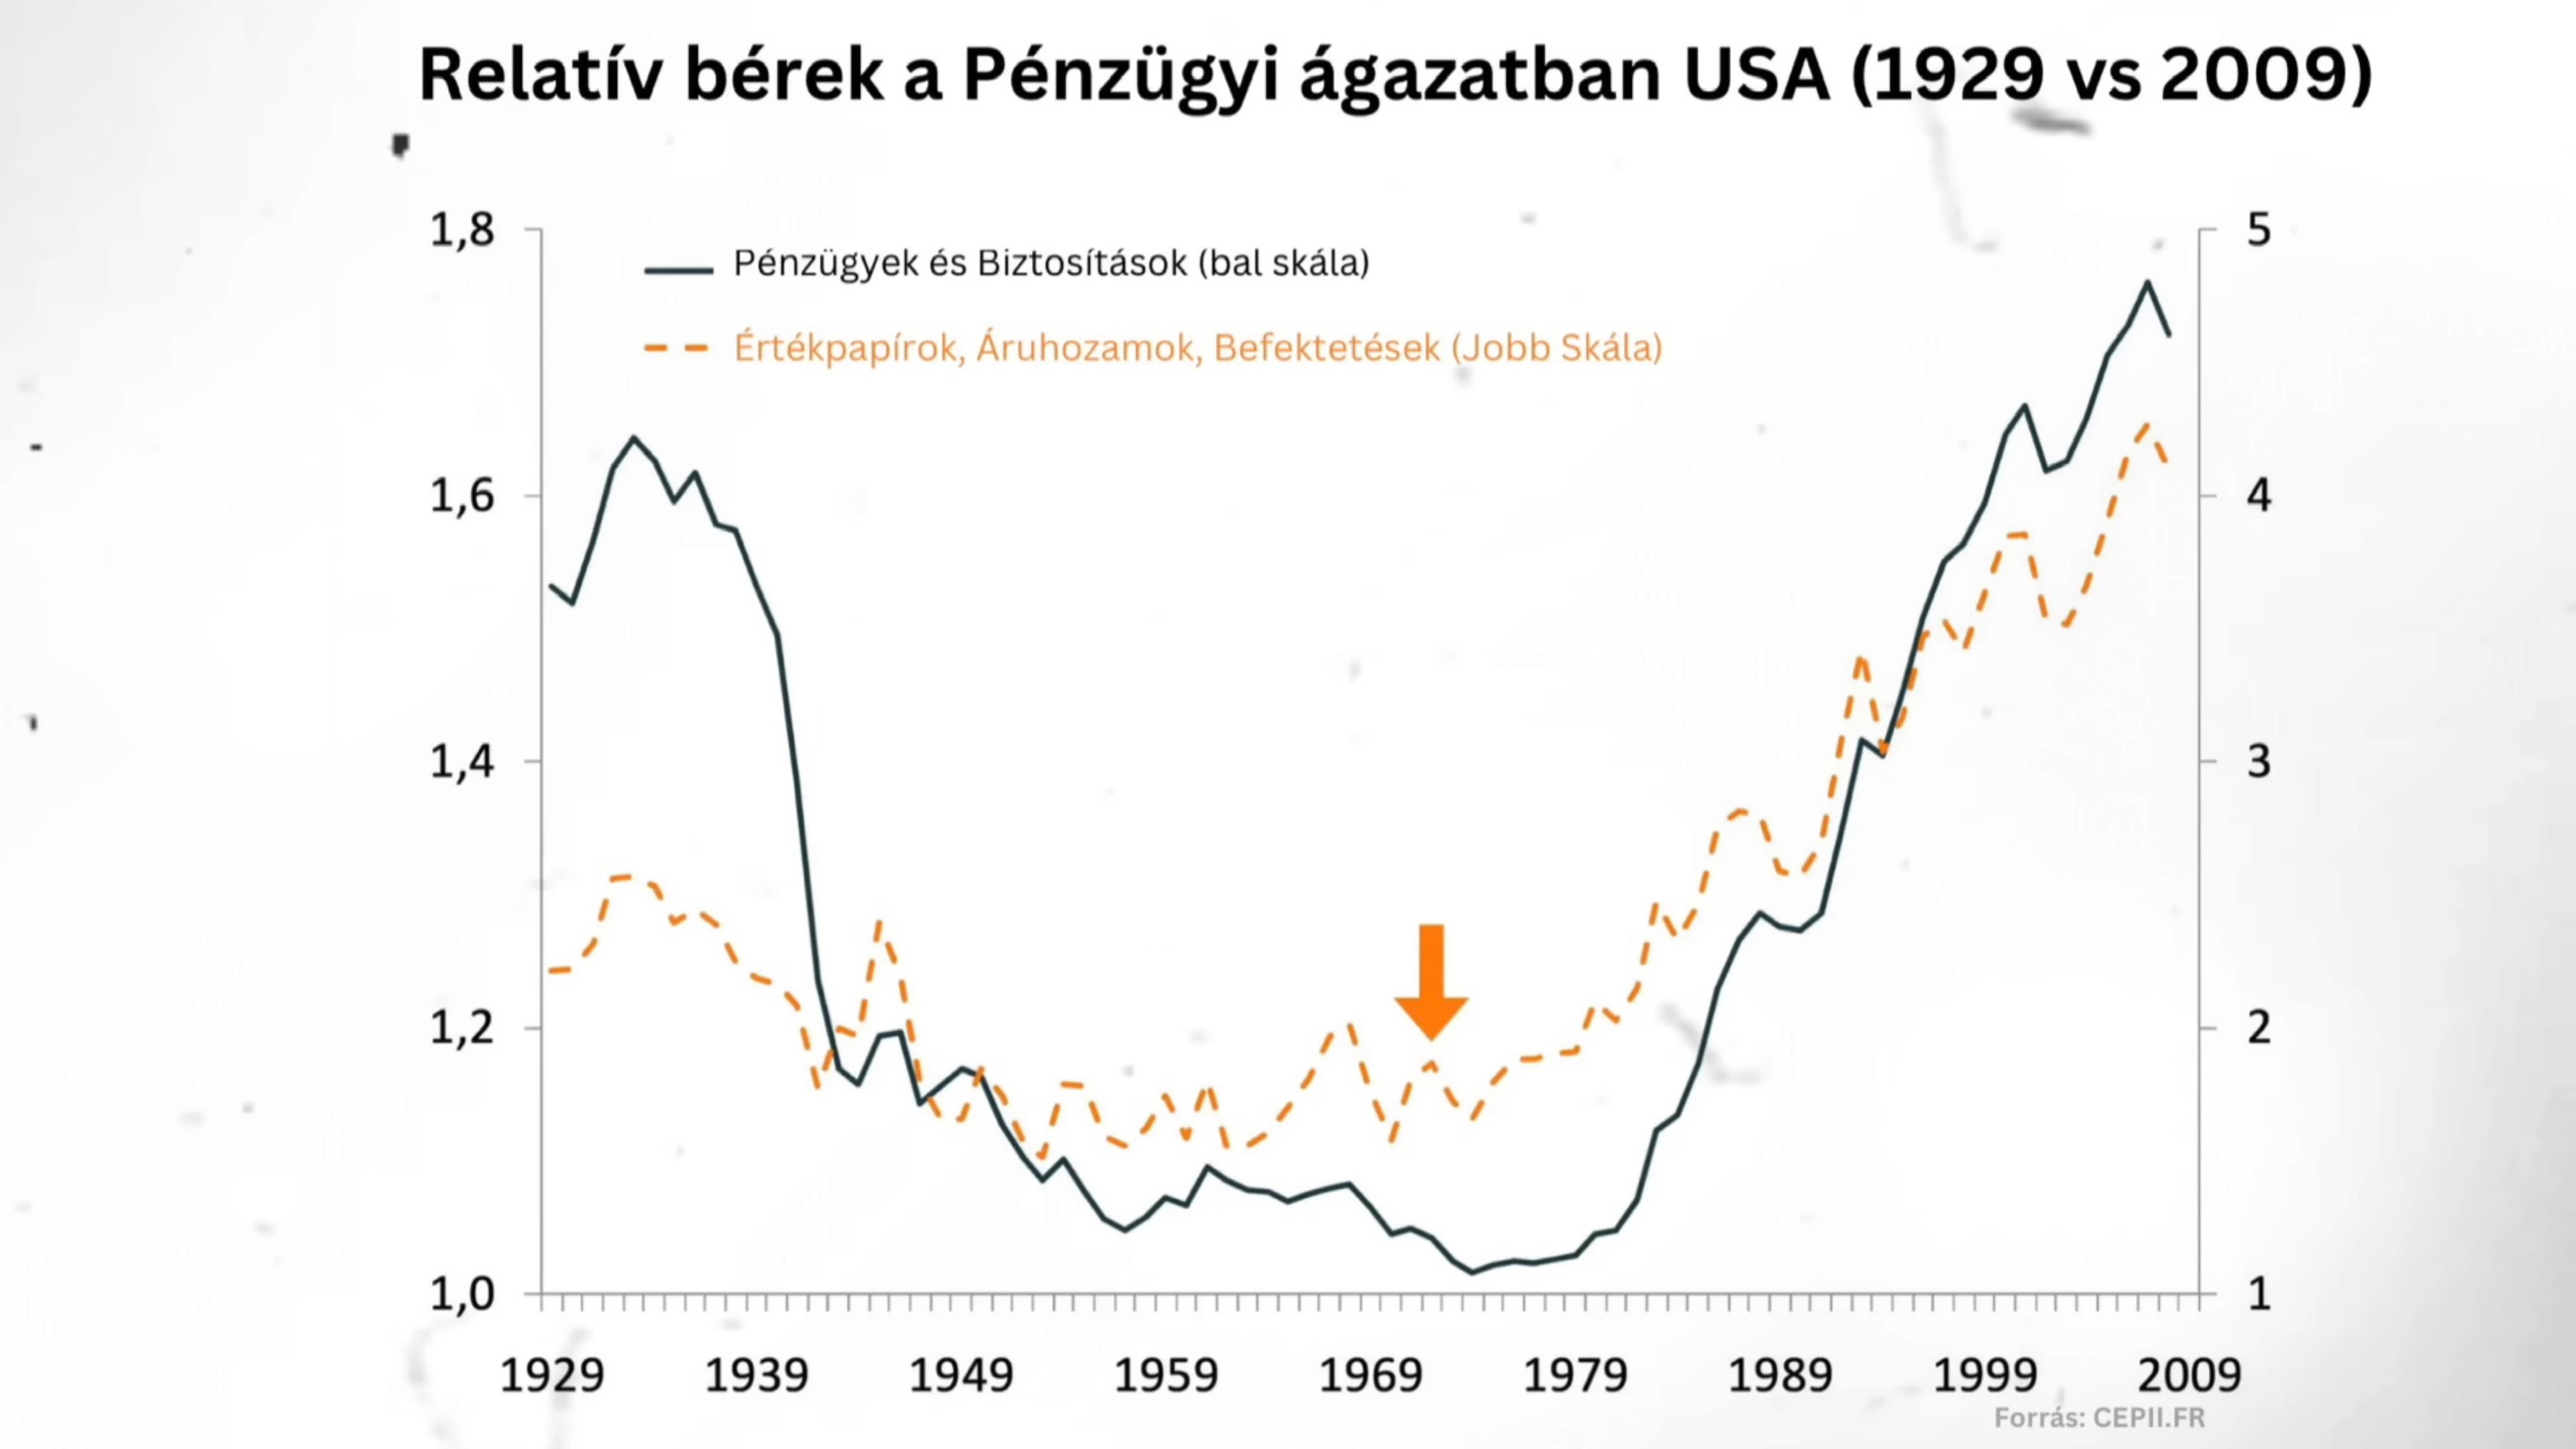 Relatív bérek a Pénzügyi ágazatban USA (1929 vs 2009)
Pénzügyek és Biztosítások (bal skála)
Értékpapírok, Áruhozamok, Befektetések (Jobb Skála)
1,8
1,6
1,4
1,2
1,0
5
4
3
2
1
1929 1939 1949 1959 1969 1979 1989 1999 2009
Forrás: CEPII.FR